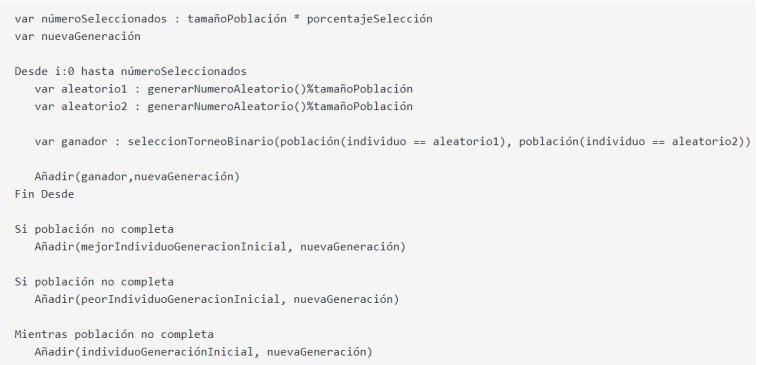 var númeroSeleccionados : tamañoPoblación * porcentajeSelección
var nuevaGeneración
Desde i:0 hasta númeroSeleccionados
var aleatorio1 : generarNumeroAleatorio()%tamañoPoblación
var aleatorio2 : generarNumeroAleatorio()%tamañoPoblación
var ganador : seleccionTorneoBinario(población(individuo == aleatorio1), población(individuo == aleatorio2))
Añadir(ganador,nuevaGeneración)
Fin Desde
Si población no completa
Añadir(mejorIndividuoGeneracionInicial, nuevaGeneración)
Si población no completa
Añadir(peorIndividuoGeneracionInicial, nuevaGeneración)
Mientras población no completa
Añadir(individuoGeneraciónInicial, nuevaGeneración)